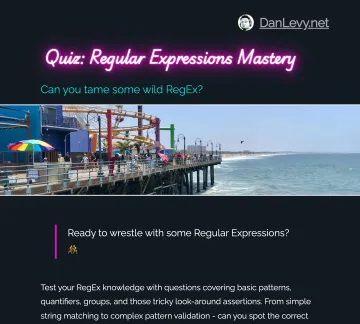 DanLevy.net
Quiz: Regular Expressions Mastery
Can you tame some wild RegEx?
Ready to wrestle with some Regular Expressions?
🤼
Test your RegEx knowledge with questions covering basic patterns,
quantifiers, groups, and those tricky look-around assertions. From simple
string matching to complex pattern validation - can you spot the correct